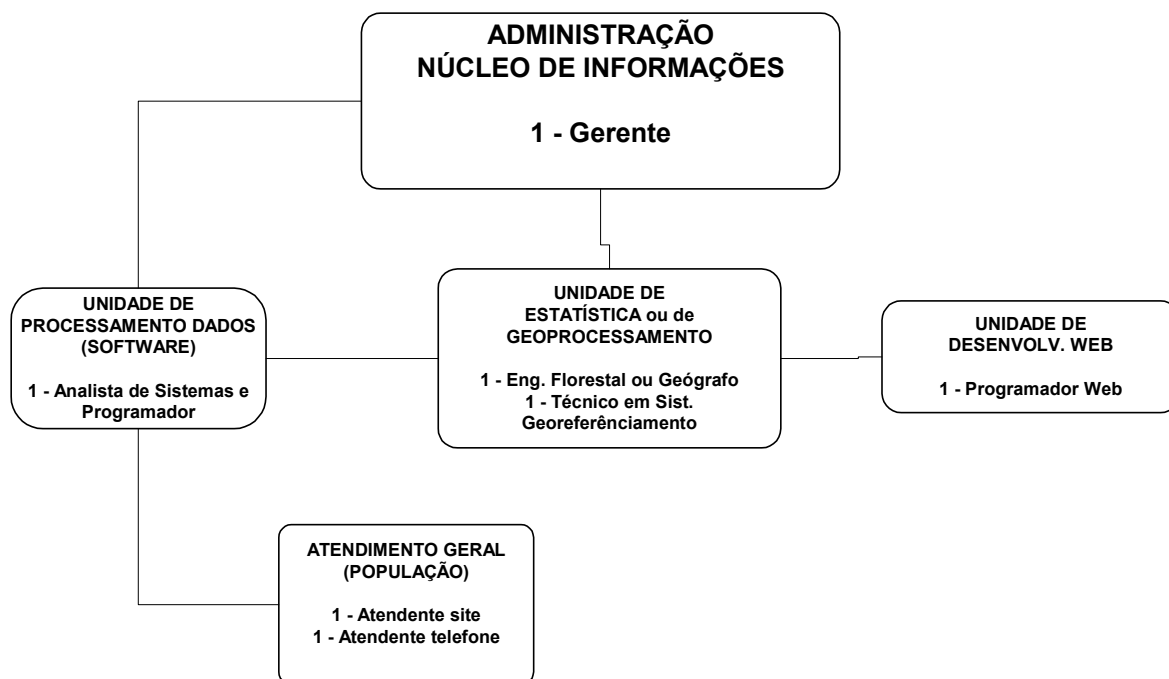 ADMINISTRAÇÃO
NÚCLEO DE INFORMAÇÕES
1 - Gerente
UNIDADE DE
PROCESSAMENTO DADOS
(SOFTWARE)
1 - Analista de Sistemas e
Programador
UNIDADE DE
ESTATÍSTICA ou de
GEOPROCESSAMENTO
1 - Eng. Florestal ou Geógrafo
1 - Técnico em Sist.
Georeferênciamento
UNIDADE DE
DESENVOLV. WEB
1 - Programador Web
ATENDIMENTO GERAL
(POPULAÇÃO)
1 - Atendente site
1 - Atendente telefone